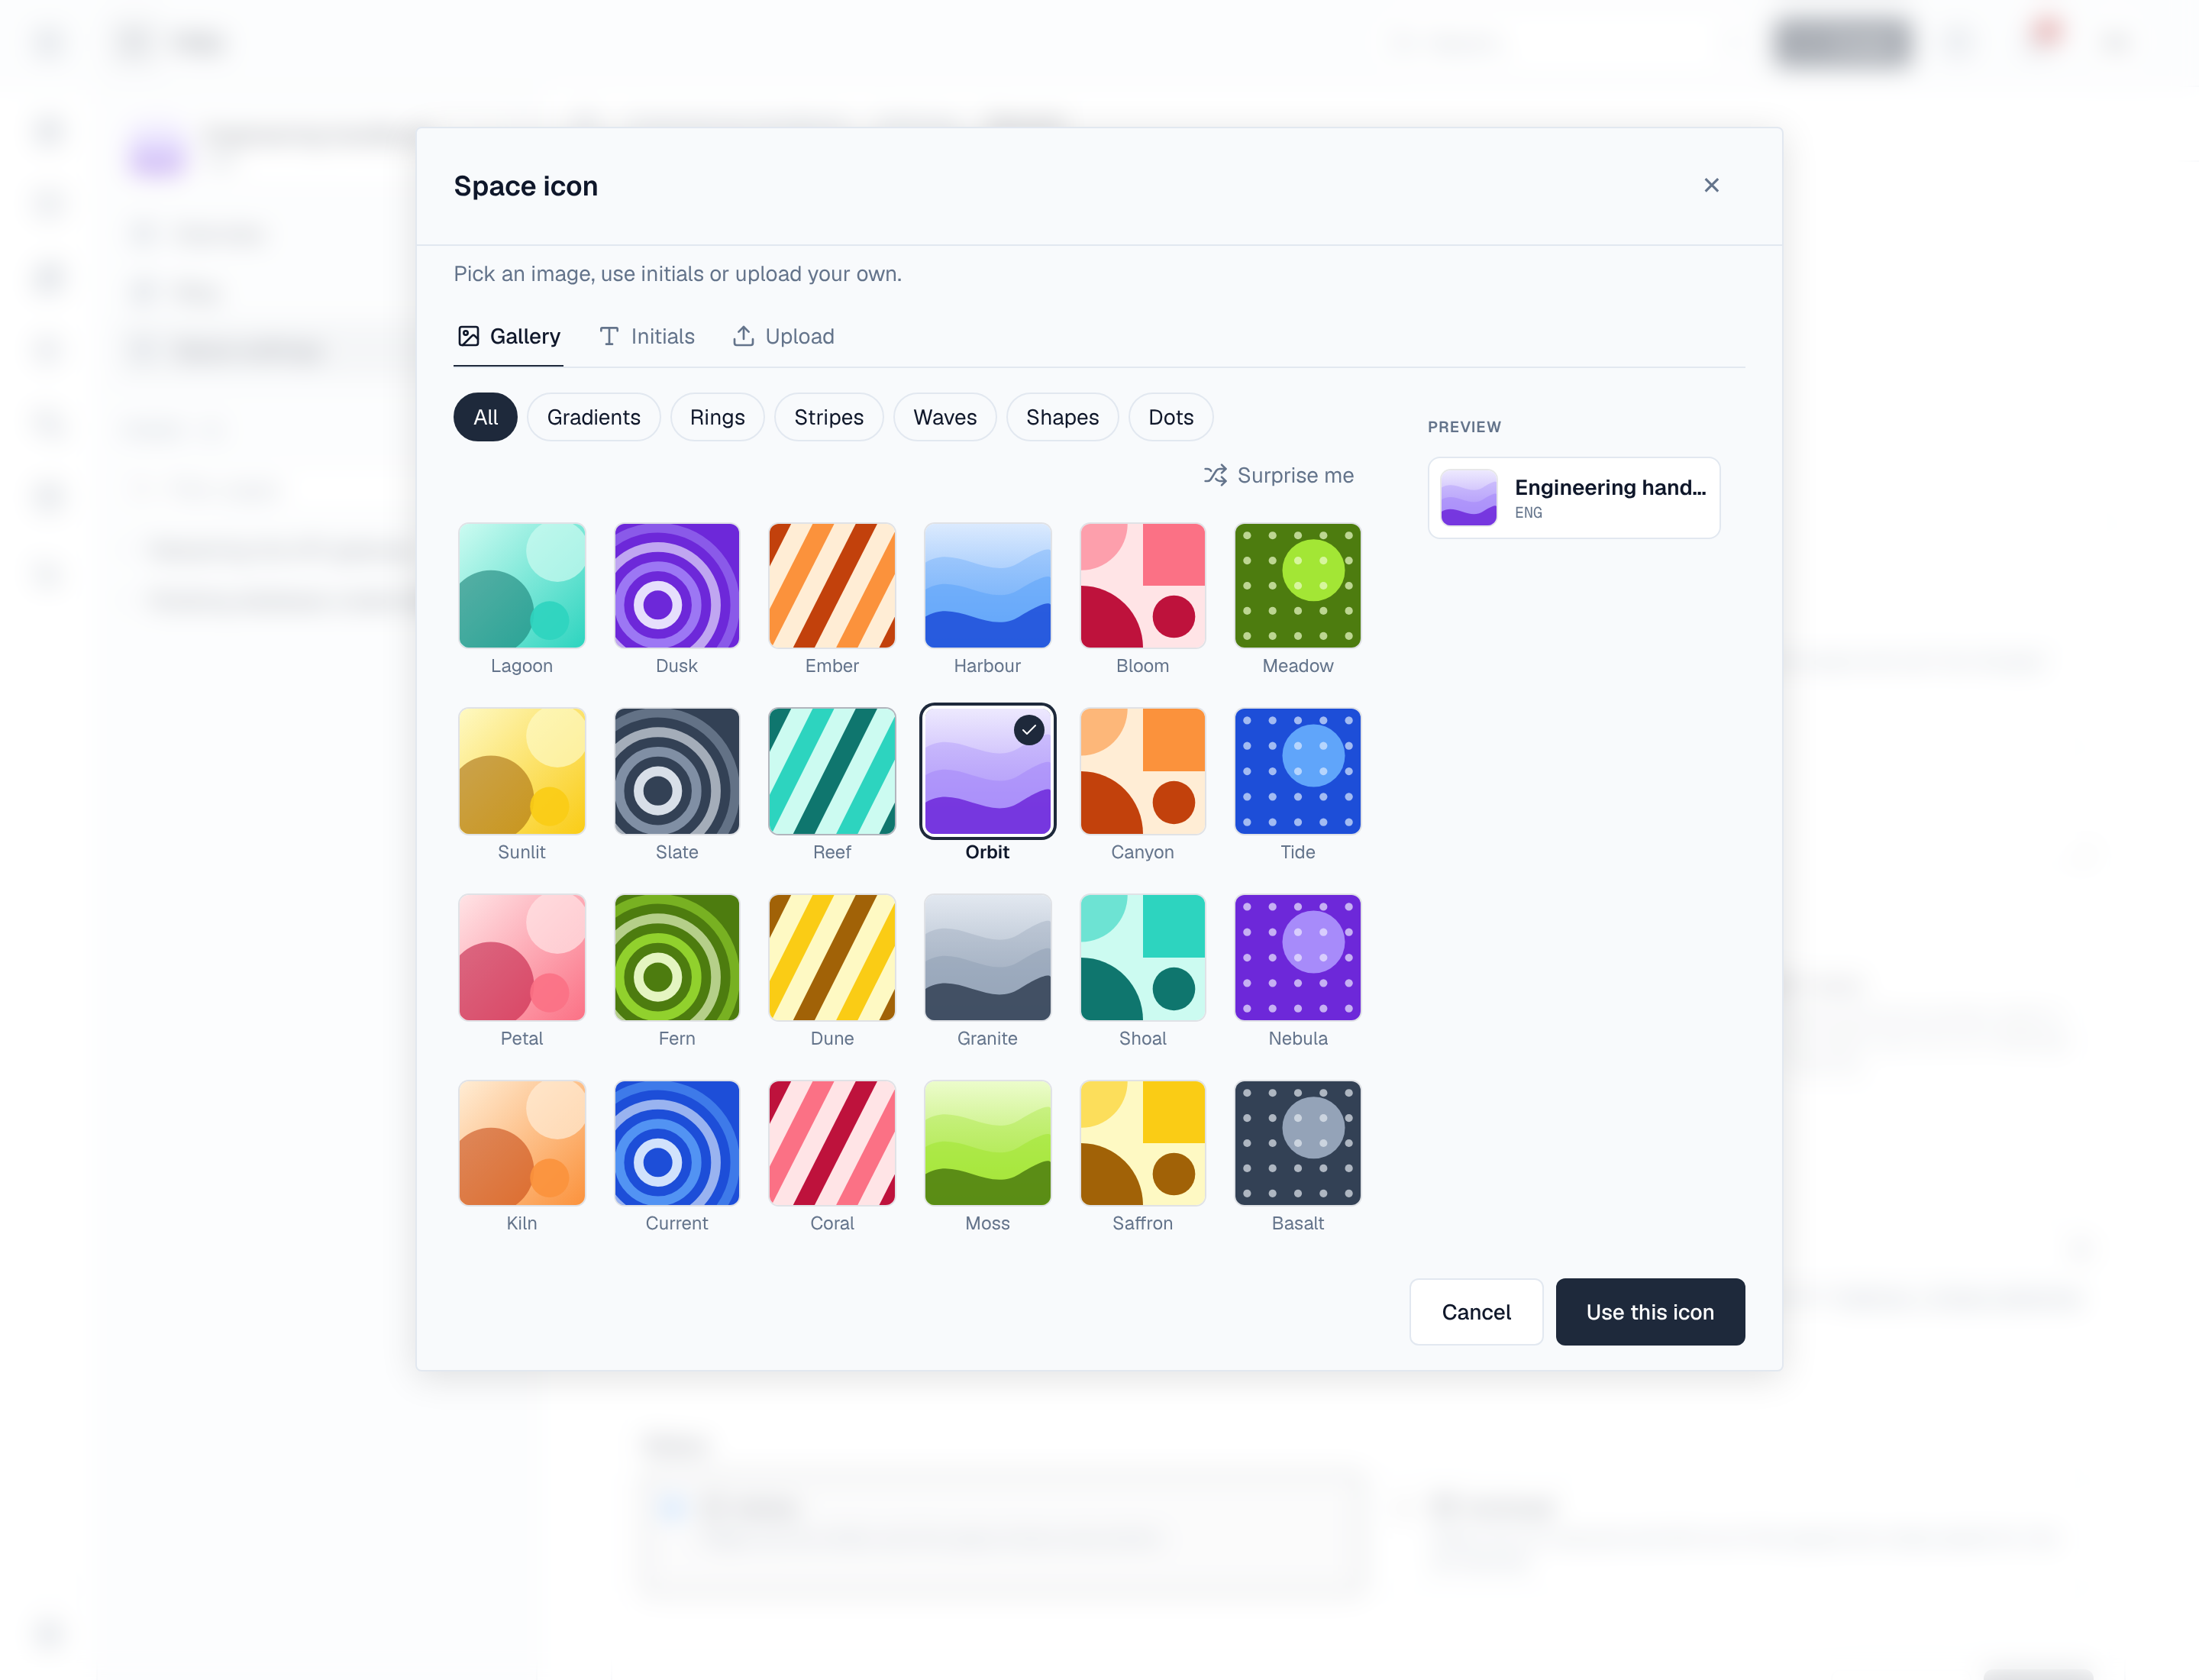 Space icon
Pick an image, use initials or upload your own.
Gallery
Initials
Upload
All
Gradients
Rings
Stripes
Waves
Shapes
Dots
PREVIEW
Surprise me
Engineering hand...
ENG
Lagoon
Dusk
Ember
Harbour
Bloom
Meadow
Sunlit
Slate
Reef
Orbit
Canyon
Tide
Petal
Fern
Dune
Granite
Shoal
Nebula
Kiln
Current
Coral
Moss
Saffron
Basalt
Cancel
Use this icon